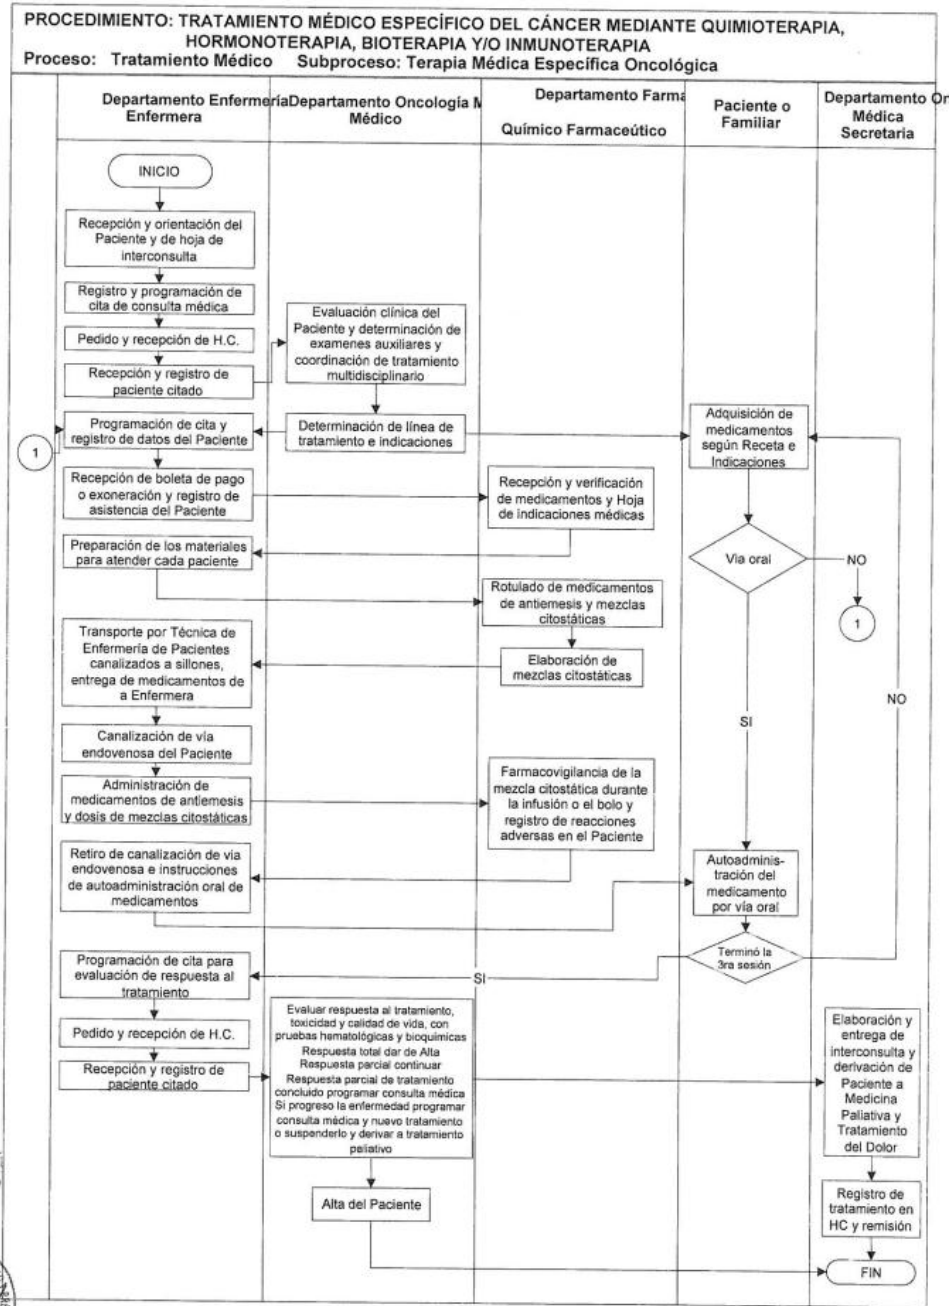 PROCEDIMIENTO: TRATAMIENTO MÉDICO ESPECÍFICO DEL CÁNCER MEDIANTE QUIMIOTERAPIA,
HORMONOTERAPIA, BIOTERAPIA Y/O INMUNOTERAPIA
Proceso: Tratamiento Médico Subproceso: Terapia Médica Específica Oncológica
Departamento Enfermería
Enfermera
Departamento Oncología M
Médico
Departamento Farma
Químico Farmaceútico
Paciente o
Familiar
Departamento On
Médica
Secretaria
INICIO
Recepción y orientación del
Paciente y de hoja de
interconsulta
Registro y programación de
cita de consulta médica
Pedido y recepción de H.C.
Recepción y registro de
paciente citado
Evaluación clínica del
Paciente y determinación de
examenes auxiliares y
coordinación de tratamiento
multidisciplinario
Determinación de línea de
tratamiento e indicaciones
Programación de cita y
registro de datos del Paciente
1
Adquisición de
medicamentos
según Receta e
Indicaciones
Recepción de boleta de pago
o exoneración y registro de
asistencia del Paciente
Recepción y verificación
de medicamentos y Hoja
de indicaciones médicas
Preparación de los materiales
para atender cada paciente
Via oral
NO
1
Rotulado de medicamentos
de antiemesis y mezclas
citostáticas
Elaboración de
mezclas citostáticas
Transporte por Técnica de
Enfermería de Pacientes
canalizados a sillones,
entrega de medicamentos de
a Enfermera
NO
SI
Canalización de vía
endovenosa del Paciente
Administración de
medicamentos de antiemesis
y dosis de mezclas citostáticas
Farmacovigilancia de la
mezcla citostática durante
la infusión o el bolo y
registro de reacciones
adversas en el Paciente
Retiro de canalización de via
endovenosa e instrucciones
de autoadministración oral de
medicamentos
Autoadminis-
tración del
medicamento
por vía oral
Terminó la
3ra sesión
SI
Programación de cita para
evaluación de respuesta al
tratamiento
Pedido y recepción de H.C.
Recepción y registro de
paciente citado
Evaluar respuesta al tratamiento,
toxicidad y calidad de vida, con
pruebas hematológicas y bioquimicas
Respuesta total dar de Alta
Respuesta parcial continuar
Respuesta parcial de tratamiento
concluido programar consulta médica
Si progreso la enfermedad programar
consulta médica y nuevo tratamiento
o suspenderlo y derivar a tratamiento
paliativo
Elaboración y
entrega de
interconsulta y
derivación de
Paciente a
Medicina
Paliativa y
Tratamiento
del Dolor
Alta del Paciente
Registro de
tratamiento en
HC y remisión
FIN